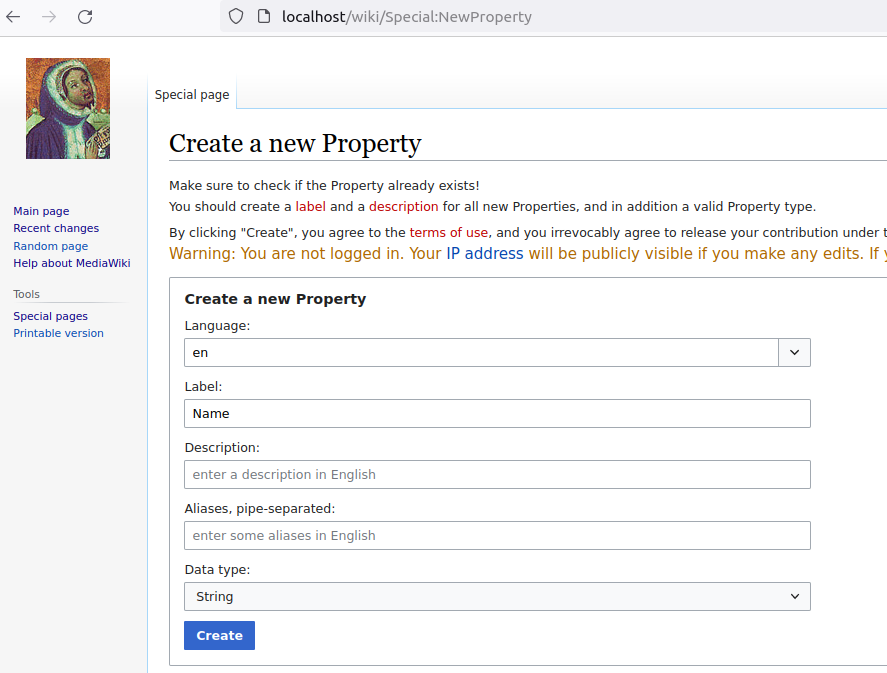 localhost/wiki/Special:NewProperty
Special page
Create a new Property
Make sure to check if the Property already exists!
You should create a label and a description for all new Properties, and in addition a valid Property type.
By clicking "Create", you agree to the terms of use, and you irrevocably agree to release your contribution under
Warning: You are not logged in. Your IP address will be publicly visible if you make any edits. If
Main page
Recent changes
Random page
Help about MediaWiki
Tools
Special pages
Printable version
Create a new Property
Language:
en
Label:
Name
Description:
enter a description in English
Aliases, pipe-separated:
enter some aliases in English
Data type:
String
Create